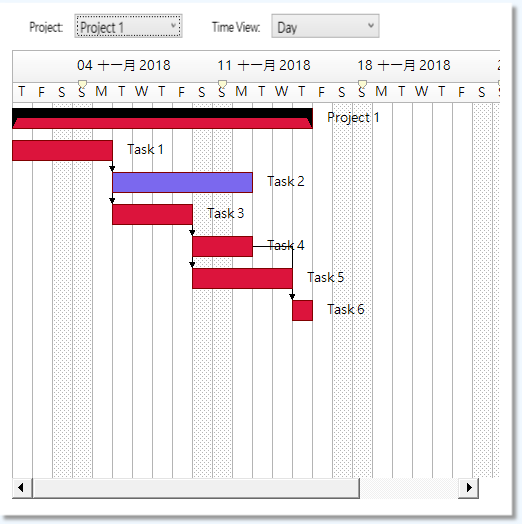 Project: Project 1 Time View: Day
04 十一月 2018 11 十一月 2018 18 十一月 2018
T F S S M T W T F S S M T W T F S S M T W T F S S
Project 1
Task 1
Task 2
Task 3
Task 4
Task 5
Task 6